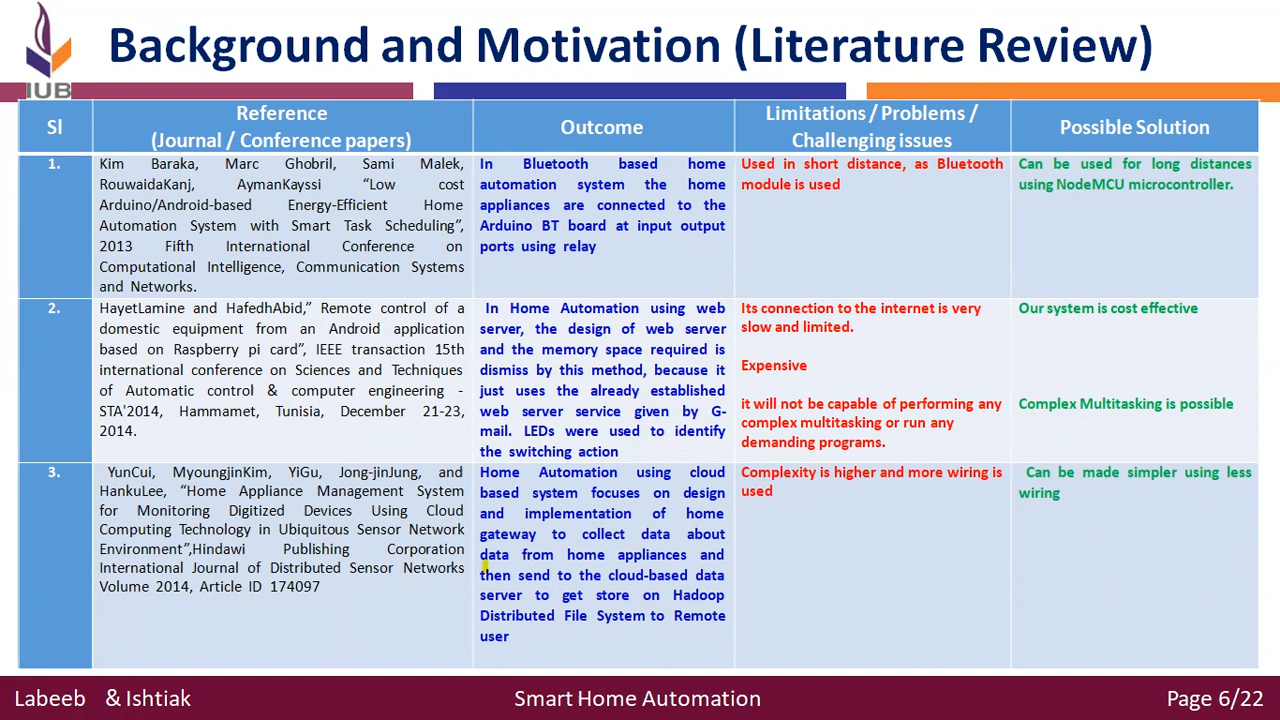 Background and Motivation (Literature Review)
IUB
Sl
Reference
(Journal / Conference papers)
Outcome
Limitations / Problems /
Challenging issues
Possible Solution
1.
Kim Baraka, Marc Ghobril, Sami Malek,
RouwaidaKanj, AymanKayssi “Low cost
Arduino/Android-based Energy-Efficient Home
Automation System with Smart Task Scheduling”,
2013 Fifth International Conference on
Computational Intelligence, Communication Systems
and Networks.
In Bluetooth based home
automation system the home
appliances are connected to the
Arduino BT board at input output
ports using relay
Used in short distance, as Bluetooth
module is used
Can be used for long distances
using NodeMCU microcontroller.
2.
HayetLamine and HafedhAbid,” Remote control of a
domestic equipment from an Android application
based on Raspberry pi card”, IEEE transaction 15th
international conference on Sciences and Techniques
of Automatic control & computer engineering -
STA'2014, Hammamet, Tunisia, December 21-23,
2014.
In Home Automation using web
server, the design of web server
and the memory space required is
dismiss by this method, because it
just uses the already established
web server service given by G-
mail. LEDs were used to identify
the switching action
Its connection to the internet is very
slow and limited.
Expensive
it will not be capable of performing any
complex multitasking or run any
demanding programs.
Our system is cost effective
Complex Multitasking is possible
3.
YunCui, MyoungjinKim, YiGu, Jong-jinJung, and
HankuLee, “Home Appliance Management System
for Monitoring Digitized Devices Using Cloud
Computing Technology in Ubiquitous Sensor Network
Environment”,Hindawi Publishing Corporation
International Journal of Distributed Sensor Networks
Volume 2014, Article ID 174097
Home Automation using cloud
based system focuses on design
and implementation of home
gateway to collect data about
data from home appliances and
then send to the cloud-based data
server to get store on Hadoop
Distributed File System to Remote
user
Complexity is higher and more wiring is
used
Can be made simpler using less
wiring
Labeeb & Ishtiak
Smart Home Automation
Page 6/22